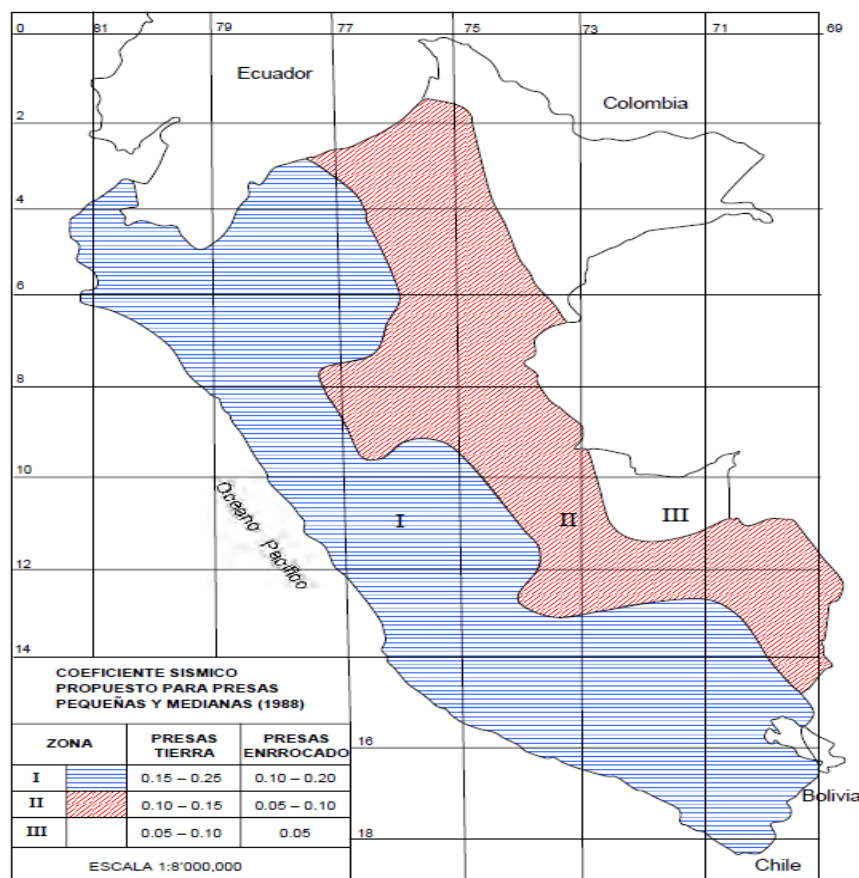 0 81 79 77 75 73 71 69
Ecuador
Colombia
2
4
6
8
10
Oceano Pacifico
I
II
III
12
14
COEFICIENTE SISMICO
PROPUESTO PARA PRESAS
PEQUEÑAS Y MEDIANAS (1988)
ZONA PRESAS TIERRA PRESAS ENRROCADO
I 0.15 – 0.25 0.10 – 0.20
II 0.10 – 0.15 0.05 – 0.10
III 0.05 – 0.10 0.05
ESCALA 1:8'000,000
16
Bolivia
18
Chile